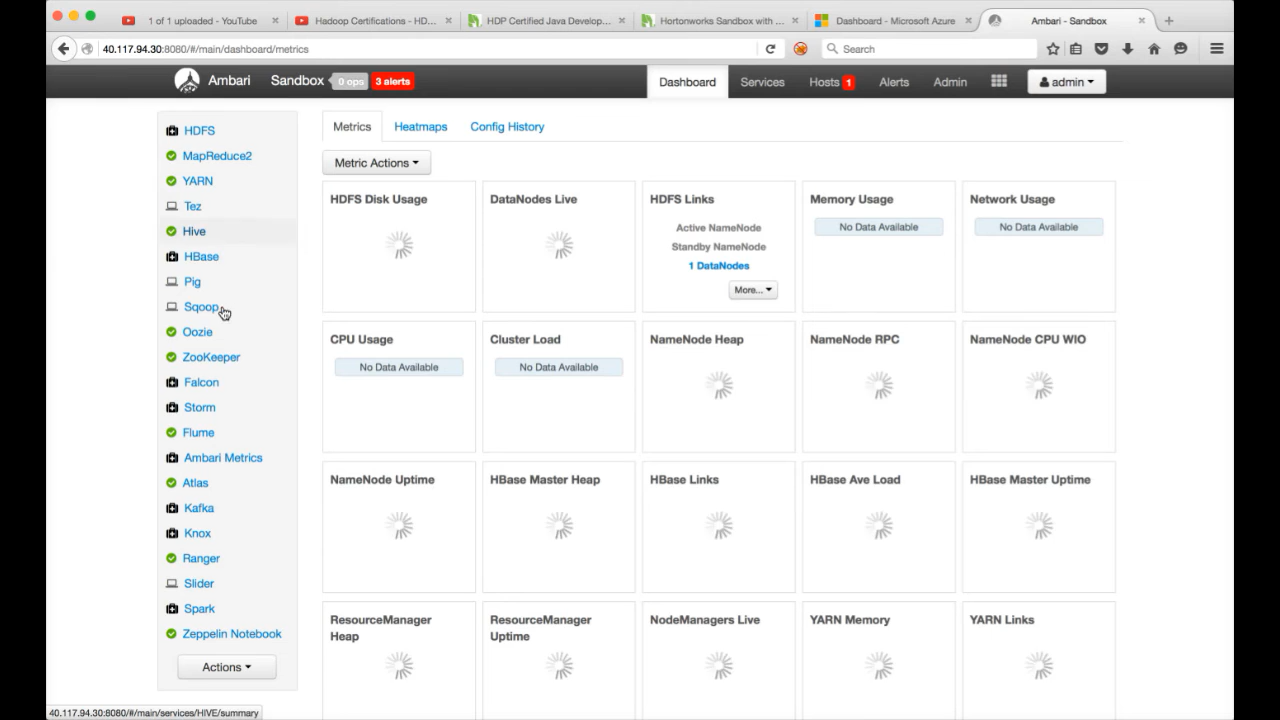 1 of 1 uploaded - YouTube
Hadoop Certifications - HD...
HDP Certified Java Develop...
Hortonworks Sandbox with ...
Dashboard - Microsoft Azure
Ambari - Sandbox
40.117.94.30:8080/#/main/dashboard/metrics
Search
Ambari
Sandbox
0 ops
3 alerts
Dashboard
Services
Hosts 1
Alerts
Admin
admin
HDFS
MapReduce2
YARN
Tez
Hive
HBase
Pig
Sqoop
Oozie
ZooKeeper
Falcon
Storm
Flume
Ambari Metrics
Atlas
Kafka
Knox
Ranger
Slider
Spark
Zeppelin Notebook
Actions
Metrics
Heatmaps
Config History
Metric Actions
HDFS Disk Usage
DataNodes Live
HDFS Links
Active NameNode
Standby NameNode
1 DataNodes
More...
Memory Usage
No Data Available
Network Usage
No Data Available
CPU Usage
No Data Available
Cluster Load
No Data Available
NameNode Heap
NameNode RPC
NameNode CPU WIO
NameNode Uptime
HBase Master Heap
HBase Links
HBase Ave Load
HBase Master Uptime
ResourceManager
Heap
ResourceManager
Uptime
NodeManagers Live
YARN Memory
YARN Links
40.117.94.30:8080/#/main/services/HIVE/summary